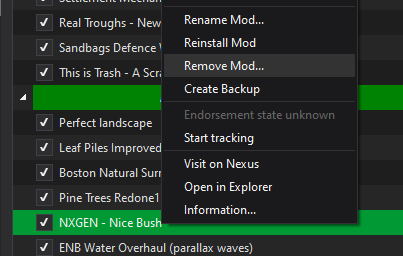 Settlement Mechan
Real Troughs - New
Sandbags Defence
This is Trash - A Scra
Perfect landscape
Leaf Piles Improved
Boston Natural Surr
Pine Trees Redone1
NXGEN - Nice Bush
ENB Water Overhaul (parallax waves)
Rename Mod...
Reinstall Mod
Remove Mod...
Create Backup
Endorsement state unknown
Start tracking
Visit on Nexus
Open in Explorer
Information...